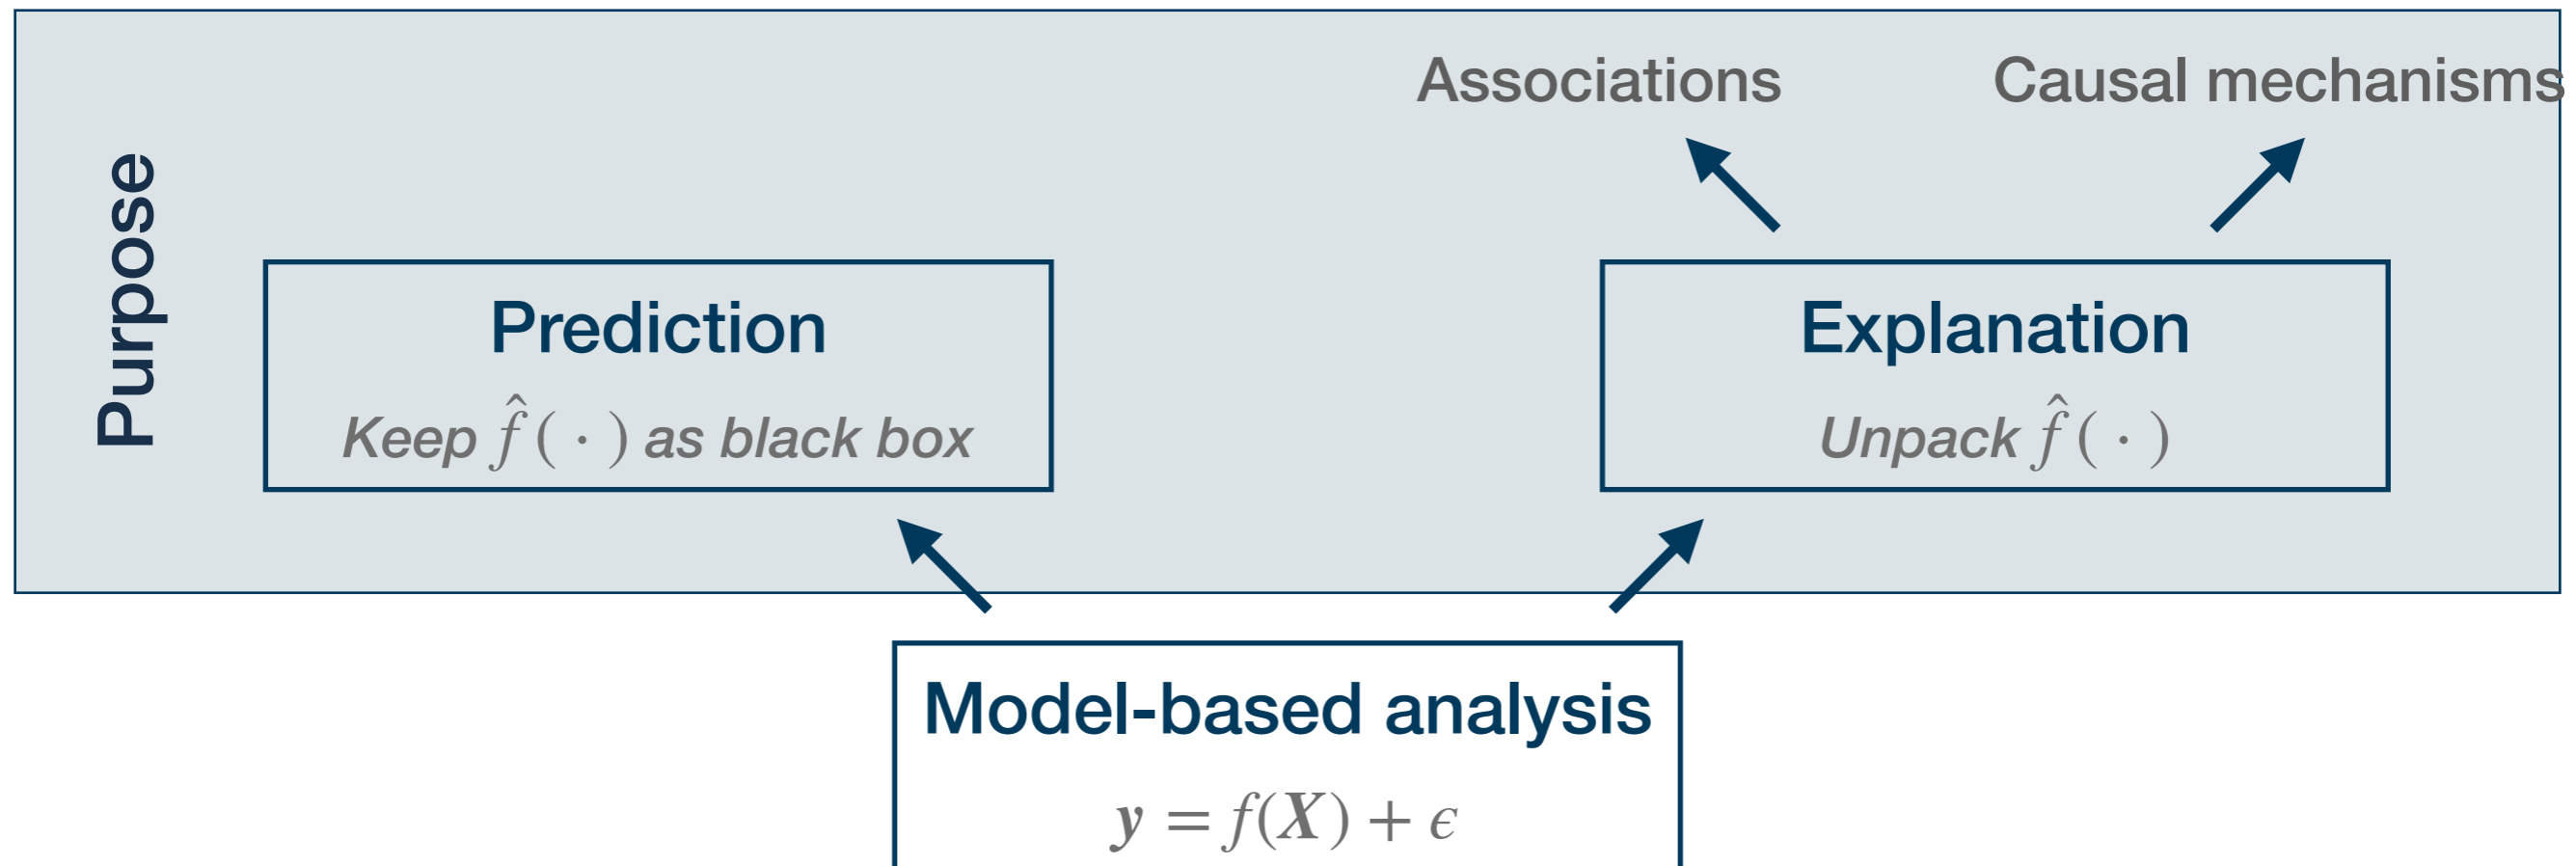 Purpose
Associations
Causal mechanisms
Prediction
Keep f̂ ( · ) as black box
Explanation
Unpack f̂ ( · )
Model-based analysis
y = f(X) + ϵ